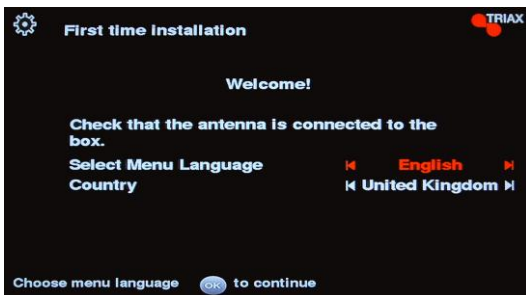 First time installation
TRIAX
Welcome!
Check that the antenna is connected to the
box.
Select Menu Language English
Country United Kingdom
Choose menu language OK to continue